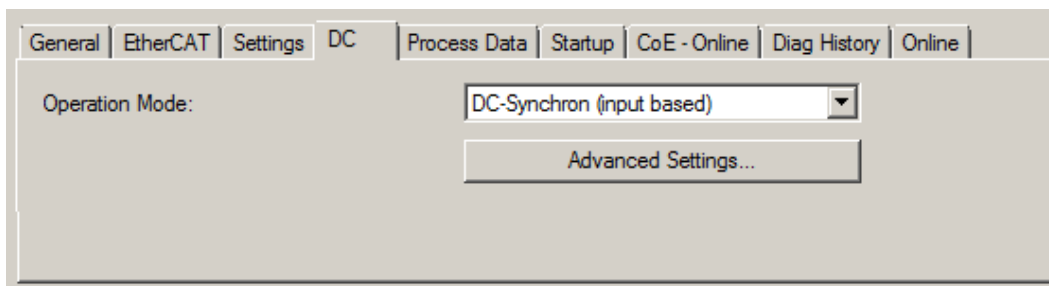 General EtherCAT Settings DC Process Data Startup CoE - Online Diag History Online
Operation Mode: DC-Synchron (input based)
Advanced Settings...